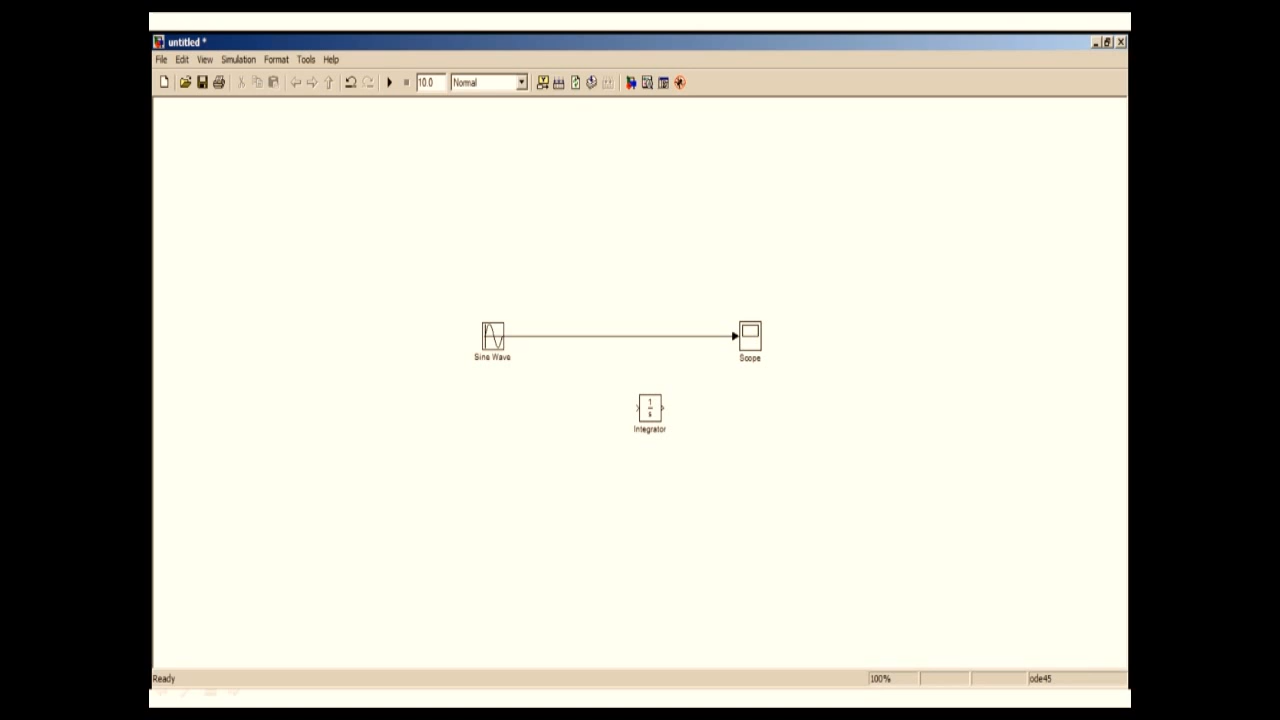 untitled *
File Edit View Simulation Format Tools Help
10.0 Normal
Sine Wave
Scope
1
s
Integrator
Ready 100% ode45